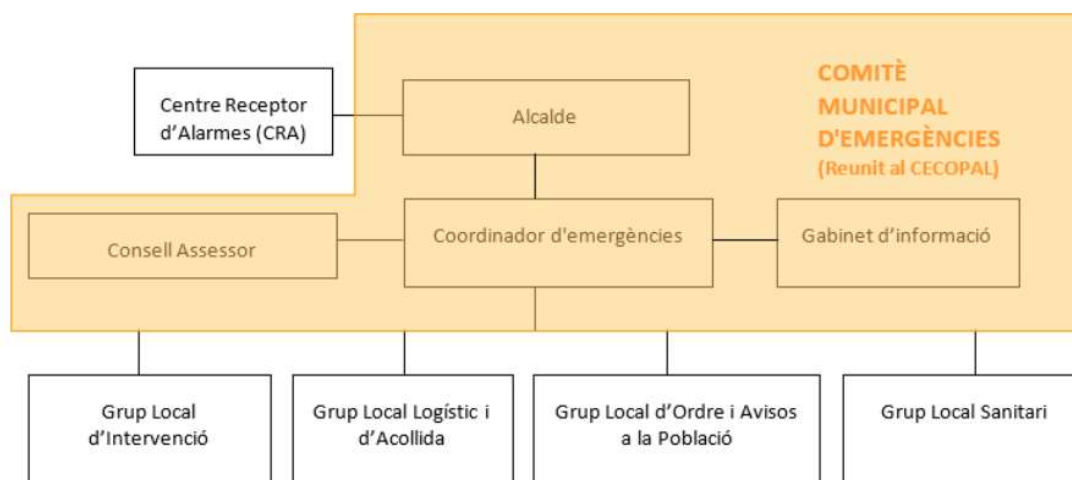 COMITÈ
MUNICIPAL
D'EMERGÈNCIES
(Reunit al CECOPAL)
Centre Receptor
d’Alarmes (CRA)
Alcalde
Consell Assessor
Coordinador d'emergències
Gabinet d’informació
Grup Local
d’Intervenció
Grup Local Logístic i
d’Acollida
Grup Local d’Ordre i Avisos
a la Població
Grup Local Sanitari